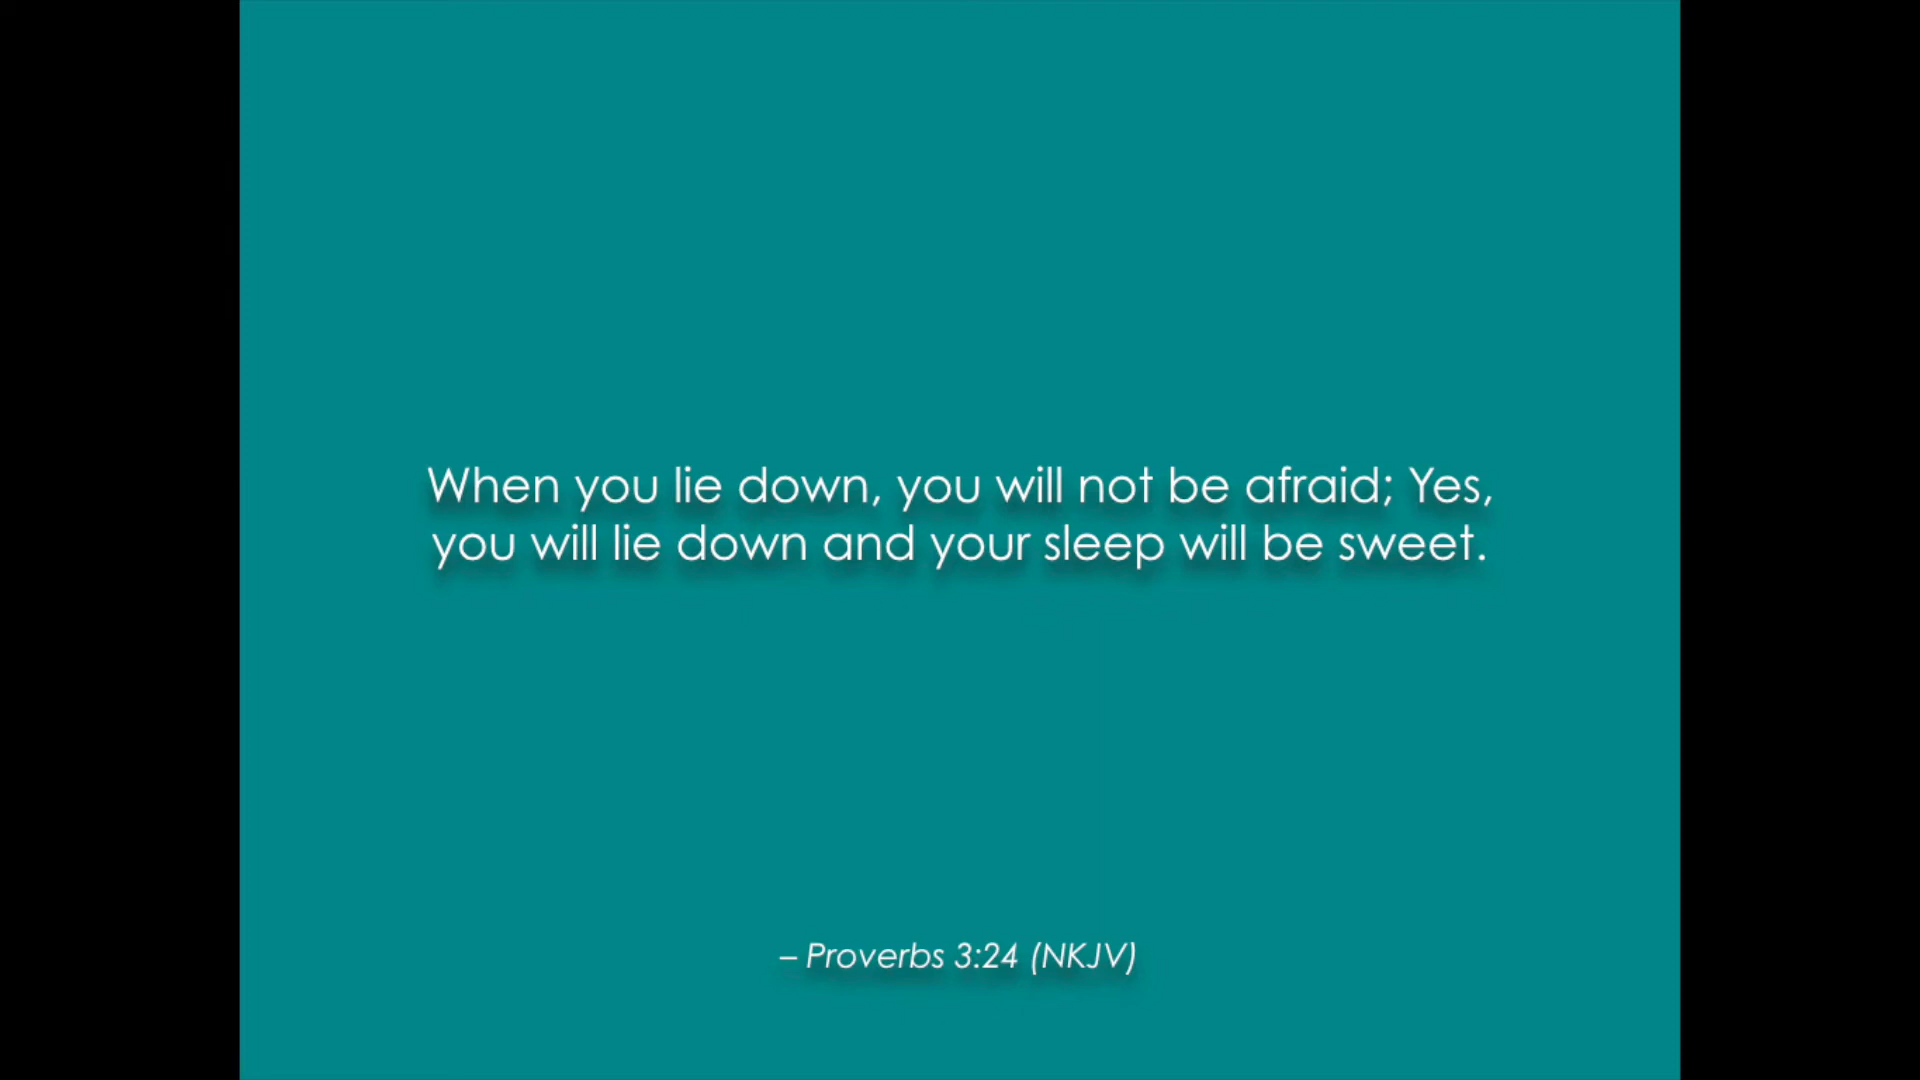 When you lie down, you will not be afraid; Yes,
you will lie down and your sleep will be sweet.
– Proverbs 3:24 (NKJV)